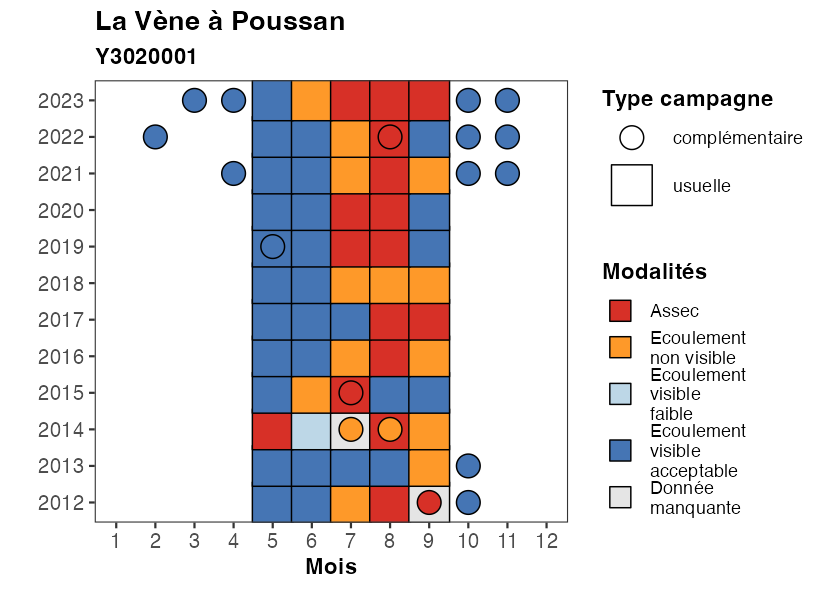 La Vène à Poussan
Y3020001
2023
2022
2021
2020
2019
2018
2017
2016
2015
2014
2013
2012
1 2 3 4 5 6 7 8 9 10 11 12
Mois
Type campagne
complémentaire
usuelle
Modalités
Assec
Ecoulement
non visible
Ecoulement
visible
faible
Ecoulement
visible
acceptable
Donnée
manquante